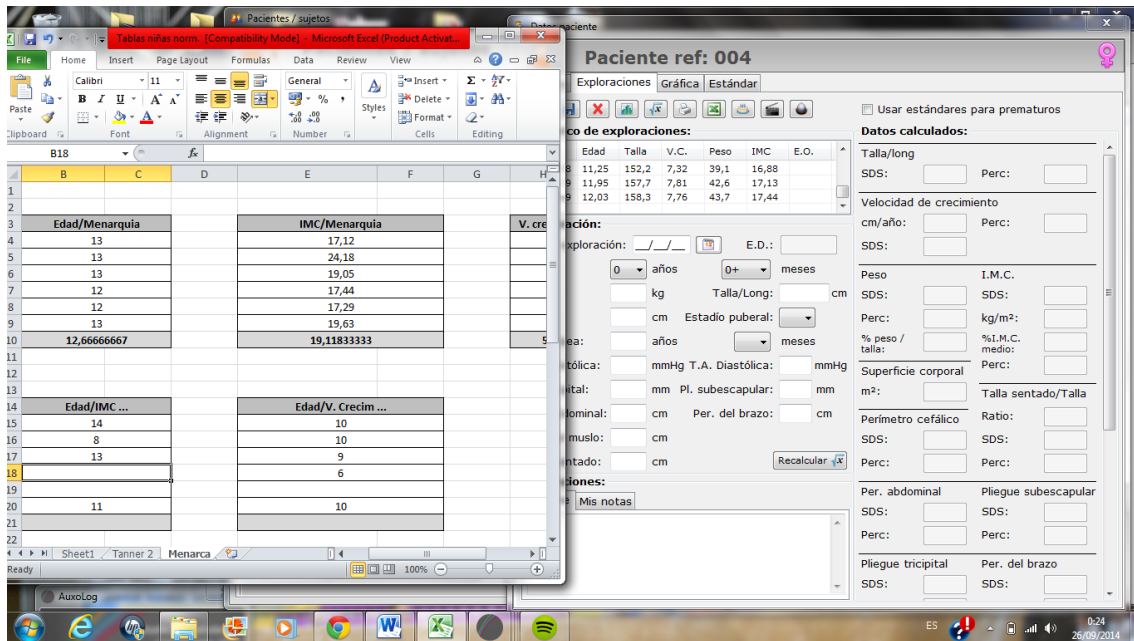 Pacientes / sujetos
Datos paciente
Tablas niñas norm. [Compatibility Mode] - Microsoft Excel (Product Activat...
File Home Insert Page Layout Formulas Data Review View
Paste
Calibri 11
B I U
General
Styles
Insert
Delete
Format
Clipboard Font Alignment Number Cells Editing
B18 fx
B C D E F G H
1
2
3 Edad/Menarquia IMC/Menarquia V. cre
4 13 17,12
5 13 24,18
6 13 19,05
7 12 17,44
8 12 17,29
9 13 19,63
10 12,66666667 19,11833333 5
11
12
13
14 Edad/IMC ... Edad/V. Crecim ...
15 14 10
16 8 10
17 13 9
18 6
19
20 11 10
21
22
Sheet1 Tanner 2 Menarca
Ready 100%
AuxoLog
Paciente ref: 004
Exploraciones Gráfica Estándar
Usar estándares para prematuros
co de exploraciones:
Edad Talla V.C. Peso IMC E.O.
8 11,25 152,2 7,32 39,1 16,88
9 11,95 157,7 7,81 42,6 17,13
9 12,03 158,3 7,76 43,7 17,44
ación:
xploración: _/_/_ 12 E.D.:
0 años 0+ meses
kg Talla/Long: cm
cm Estadío puberal:
ea: años meses
tólica: mmHg T.A. Diastólica: mmHg
ital: mm Pl. subescapular: mm
dominal: cm Per. del brazo: cm
muslo: cm
ntado: cm Recalcular √x
iones:
Mis notas
Datos calculados:
Talla/long
SDS: Perc:
Velocidad de crecimiento
cm/año: Perc:
SDS:
Peso I.M.C.
SDS: SDS:
Perc: kg/m²:
% peso / talla: %I.M.C. medio:
Superficie corporal Perc:
m²: Talla sentado/Talla
Perímetro cefálico Ratio:
SDS: SDS:
Perc: Perc:
Per. abdominal Pliegue subescapular
SDS: SDS:
Perc: Perc:
Pliegue tricipital Per. del brazo
SDS: SDS:
ES 0:24
26/09/2014